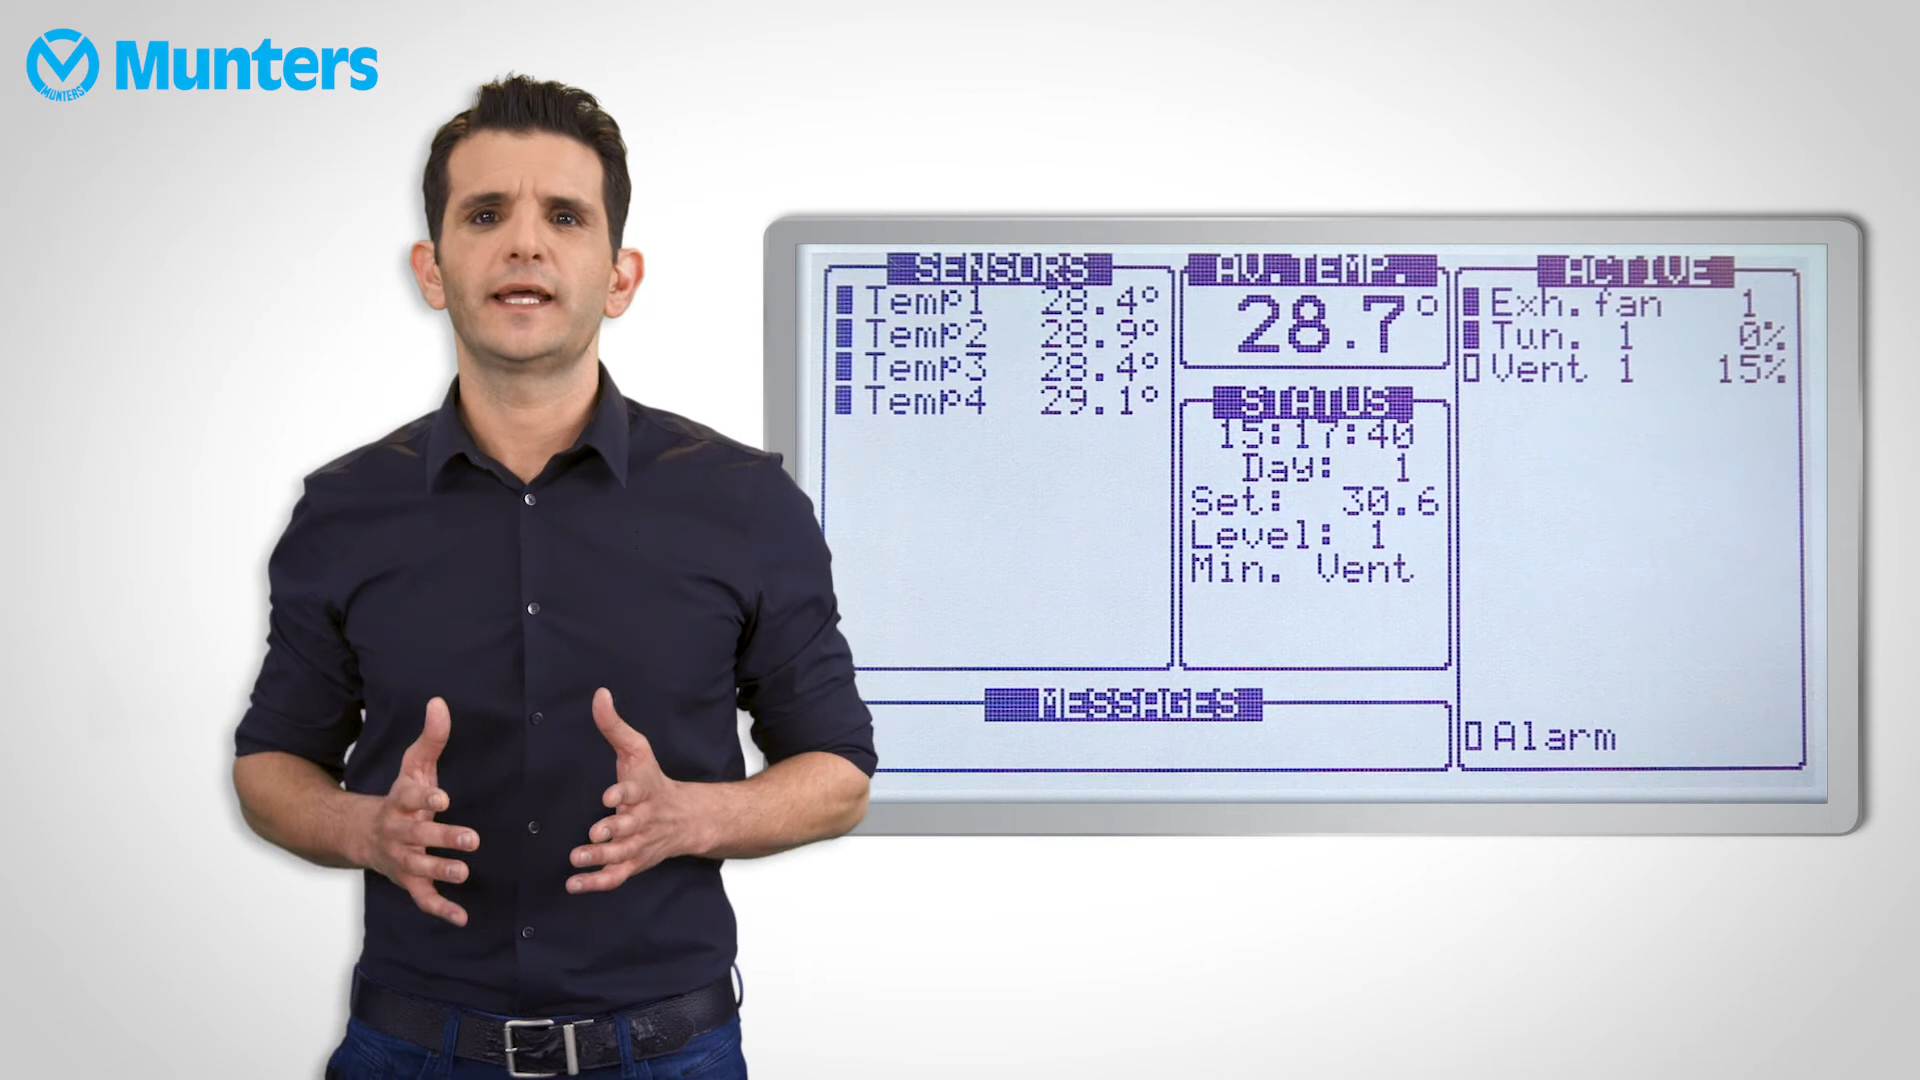 MUNTERS
Munters
SENSORS
Temp1 28.4°
Temp2 28.9°
Temp3 28.4°
Temp4 29.1°
AV.TEMP.
28.7°
STATUS
15:17:40
Day: 1
Set: 30.6
Level: 1
Min. Vent
MESSAGES
ACTIVE
Exh.fan 1
Tun. 1 0%
Vent 1 15%
Alarm